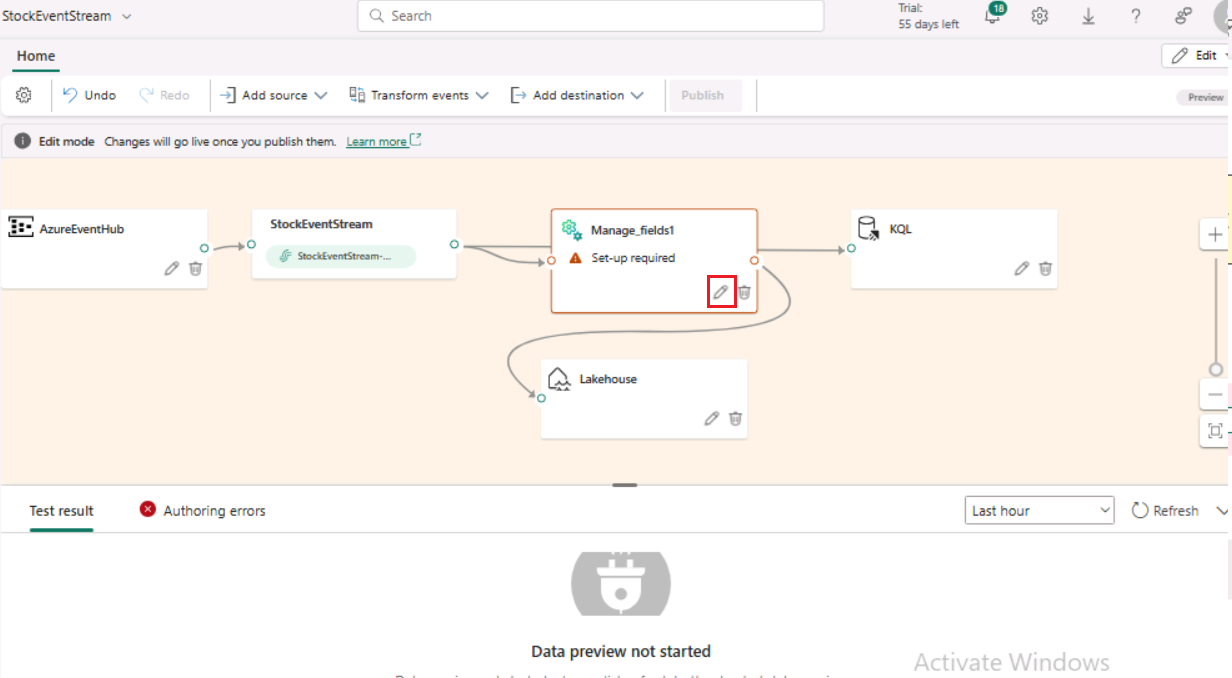 StockEventStream
Search
Trial:
55 days left
18
Home
Edit
Undo
Redo
Add source
Transform events
Add destination
Publish
Preview
Edit mode Changes will go live once you publish them. Learn more
AzureEventHub
StockEventStream
StockEventStream-...
Manage_fields1
Set-up required
KQL
Lakehouse
Test result
Authoring errors
Last hour
Refresh
Data preview not started
Activate Windows